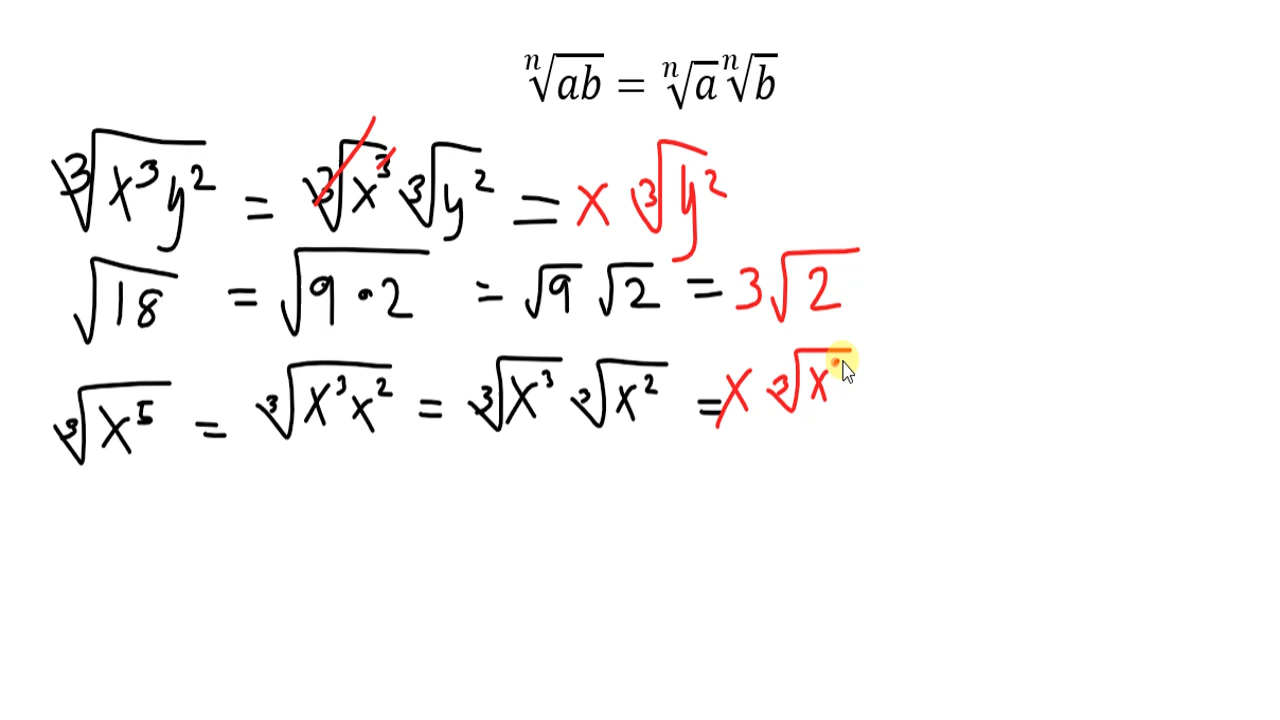 ⁿ√ab = ⁿ√a ⁿ√b
³√x³y² = ³√x³ ³√y² = x ³√y²
√18 = √9·2 = √9 √2 = 3√2
³√x⁵ = ³√x³x² = ³√x³ ³√x² = x ³√x